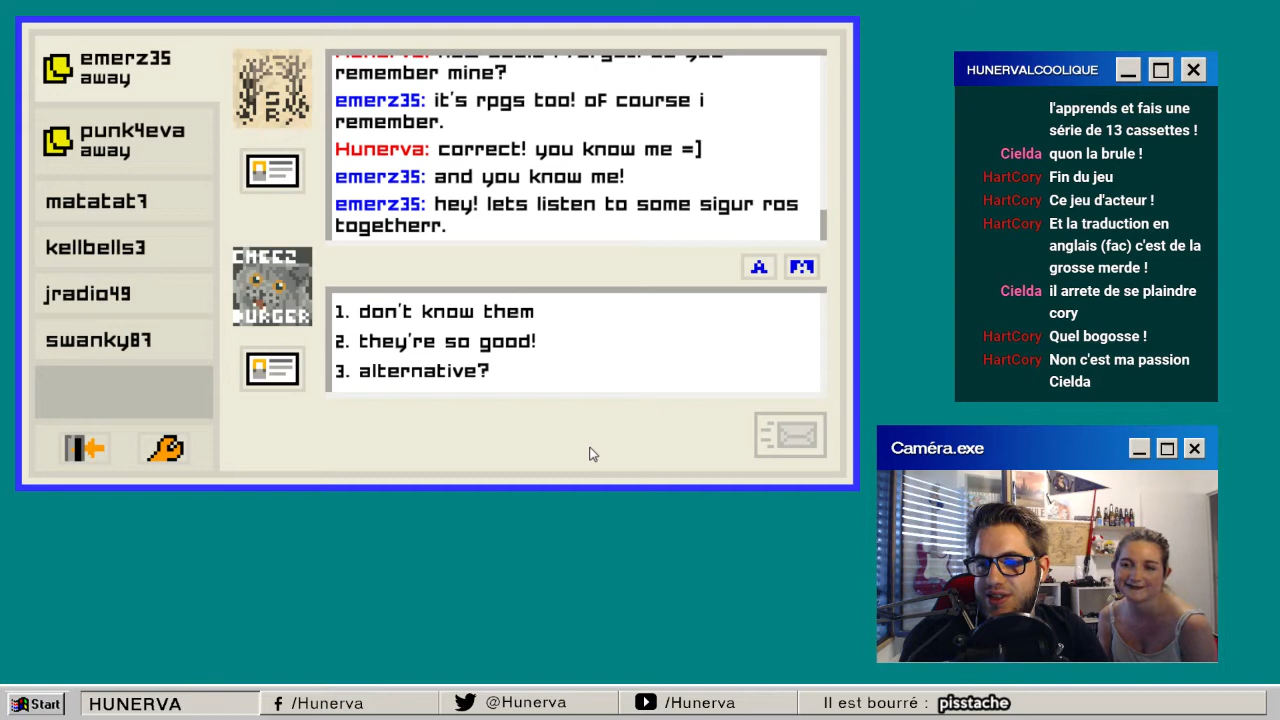 emerz35
away
punk4eva
away
matatat7
kellbells3
jradio49
swanky87
remember mine?
emerz35: it's rpgs too! of course i
remember.
Hunerva: correct! you know me =]
emerz35: and you know me!
emerz35: hey! lets listen to some sigur ros
togetherr.
CHEEZ
BURGER
A
1. don't know them
2. they're so good!
3. alternative?
HUNERVALCOOLIQUE
l'apprends et fais une
série de 13 cassettes !
Cielda quon la brule !
HartCory Fin du jeu
HartCory Ce jeu d'acteur !
HartCory Et la traduction en
anglais (fac) c'est de la
grosse merde !
Cielda il arrete de se plaindre
cory
HartCory Quel bogosse !
HartCory Non c'est ma passion
Cielda
Caméra.exe
Start
HUNERVA
/Hunerva
@Hunerva
/Hunerva
Il est bourré : pisstache